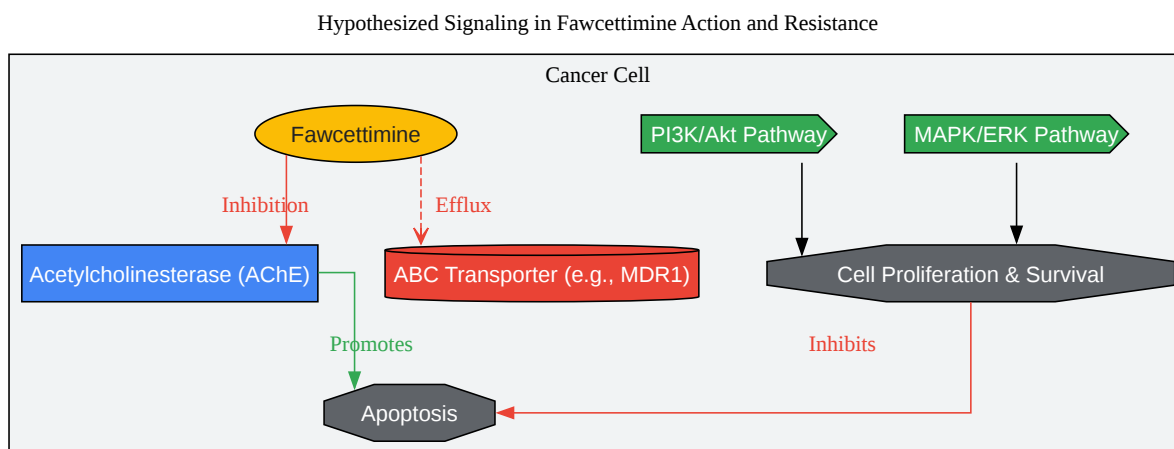 Hypothesized Signaling in Fawcettimine Action and Resistance
Cancer Cell
Fawcettimine
PI3K/Akt Pathway
MAPK/ERK Pathway
Inhibition
Efflux
Acetylcholinesterase (AChE)
ABC Transporter (e.g., MDR1)
Cell Proliferation & Survival
Promotes
Inhibits
Apoptosis